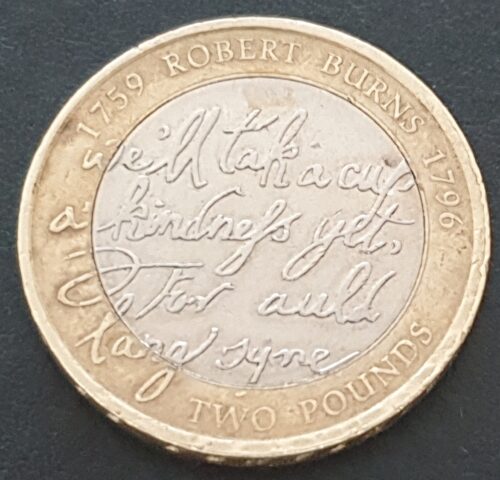 1759 ROBERT BURNS 1796
we'll tak a cup
kindness yet,
For auld
lang syne
TWO POUNDS